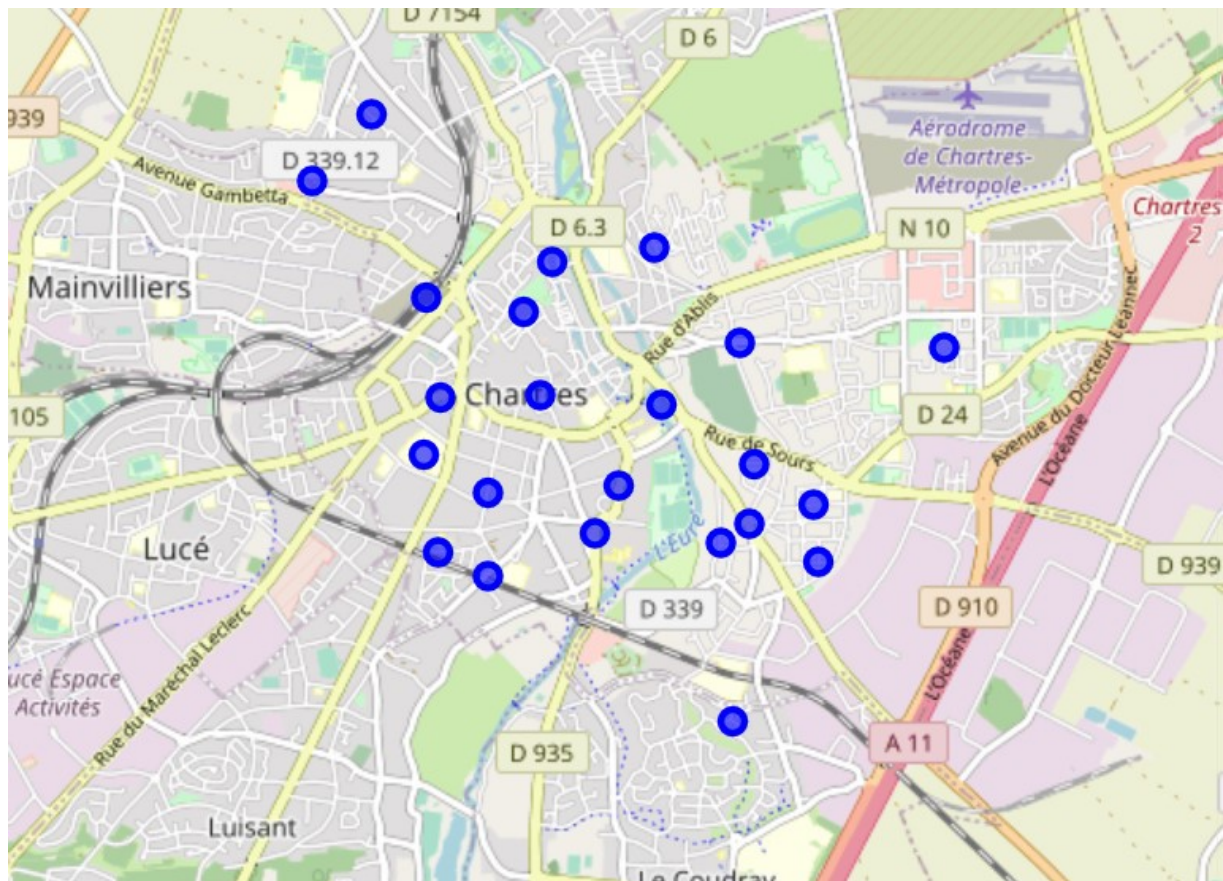 D 7154
D 6
939
Aérodrome
de Chartres-
Métropole
D 339.12
Avenue Gambetta
Chartres
2
D 6.3
N 10
Mainvilliers
Rue d'Ablis
Avenue du Docteur Léannec
105
Chartres
D 24
Rue de Sours
L'Océane
Lucé
L'Eure
D 939
D 339
D 910
Rue du Maréchal Leclerc
L'Océane
ucé Espace
Activités
D 935
A 11
Luisant
Le Coudray